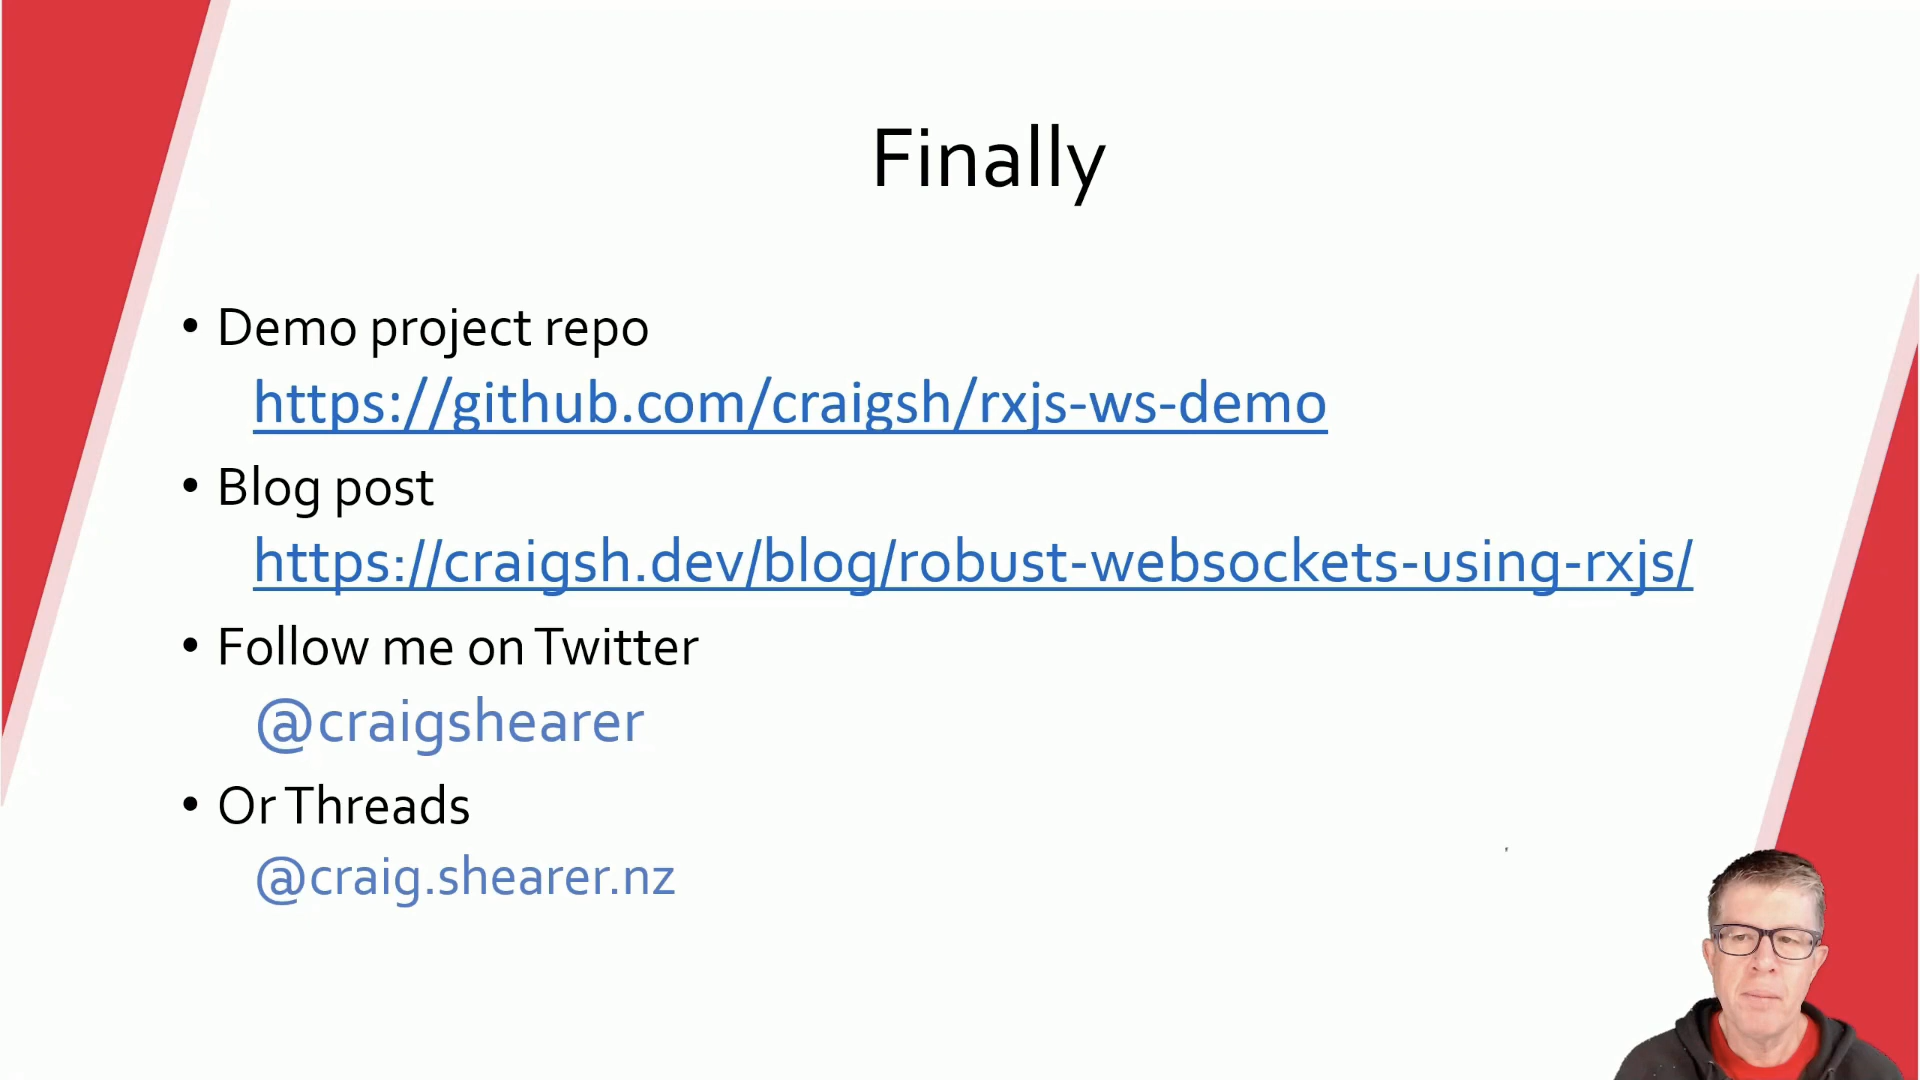 Finally
• Demo project repo
https://github.com/craigsh/rxjs-ws-demo
• Blog post
https://craigsh.dev/blog/robust-websockets-using-rxjs/
• Follow me on Twitter
@craigshearer
• Or Threads
@craig.shearer.nz